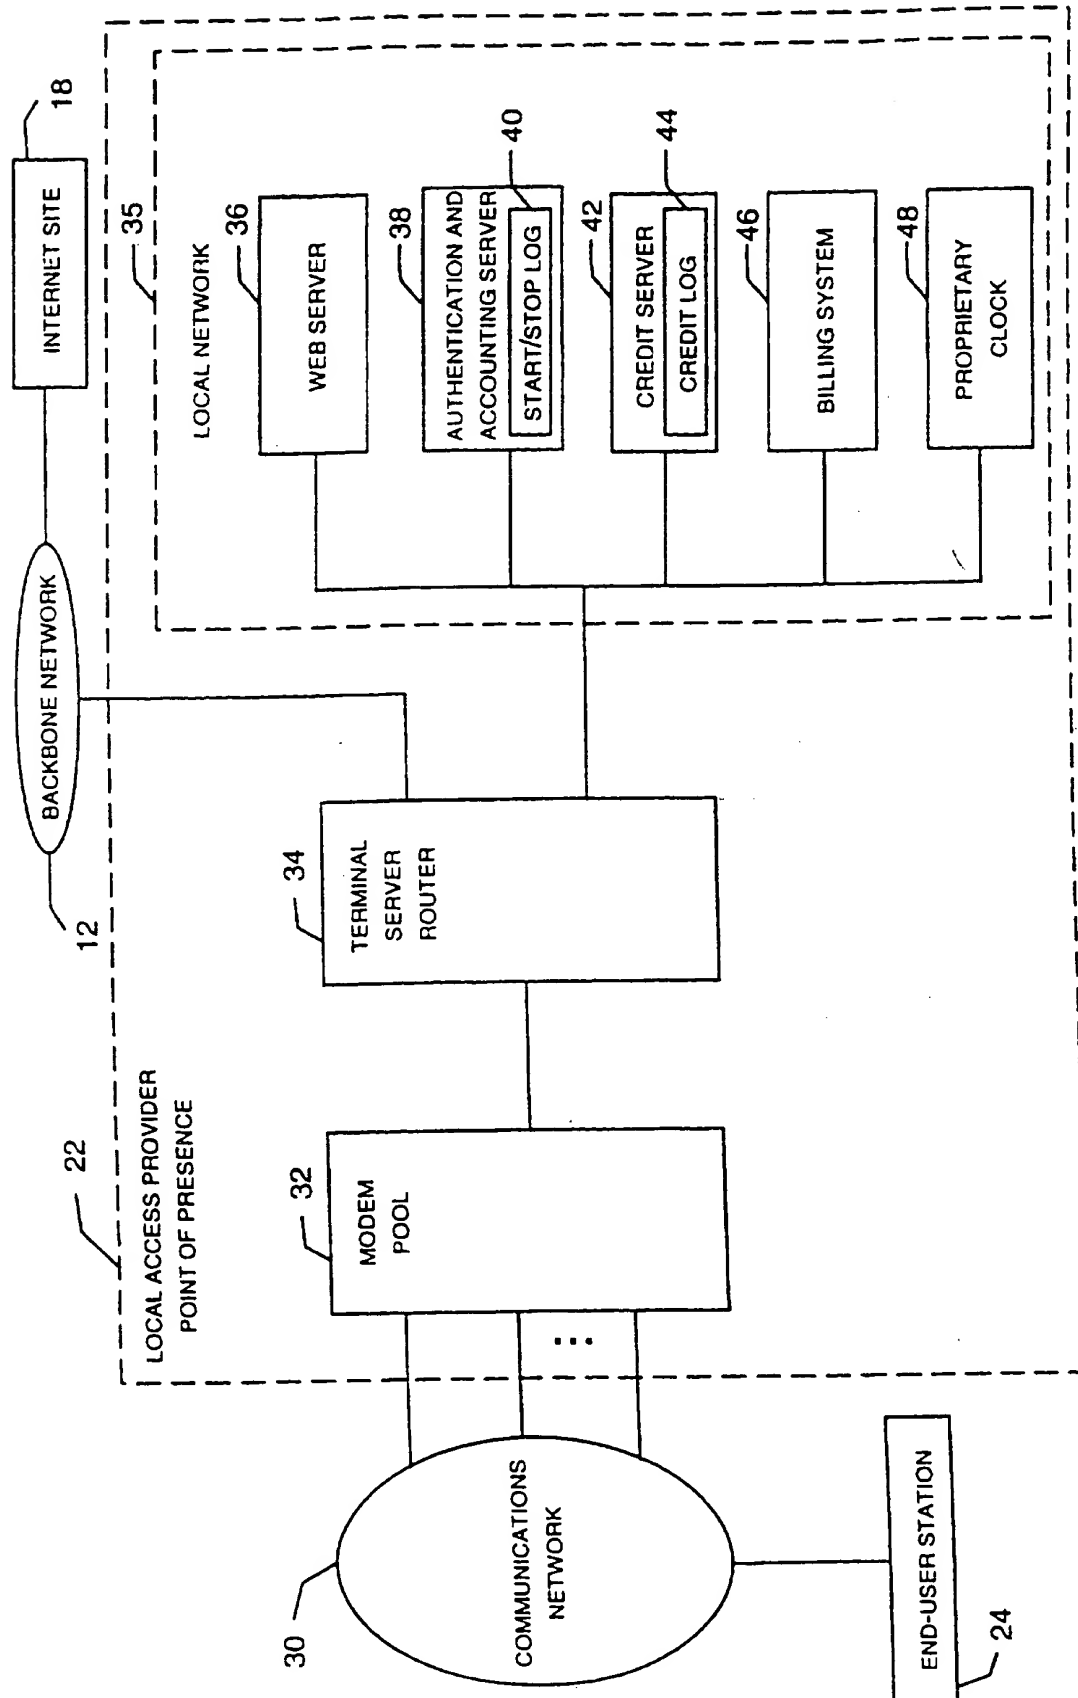 18
INTERNET SITE
BACKBONE NETWORK
12
22
LOCAL ACCESS PROVIDER
POINT OF PRESENCE
30
COMMUNICATIONS
NETWORK
END-USER STATION
24
32
MODEM
POOL
34
TERMINAL
SERVER
ROUTER
35
LOCAL NETWORK
36
WEB SERVER
38
AUTHENTICATION AND
ACCOUNTING SERVER
40
START/STOP LOG
42
CREDIT SERVER
44
CREDIT LOG
46
BILLING SYSTEM
48
PROPRIETARY
CLOCK